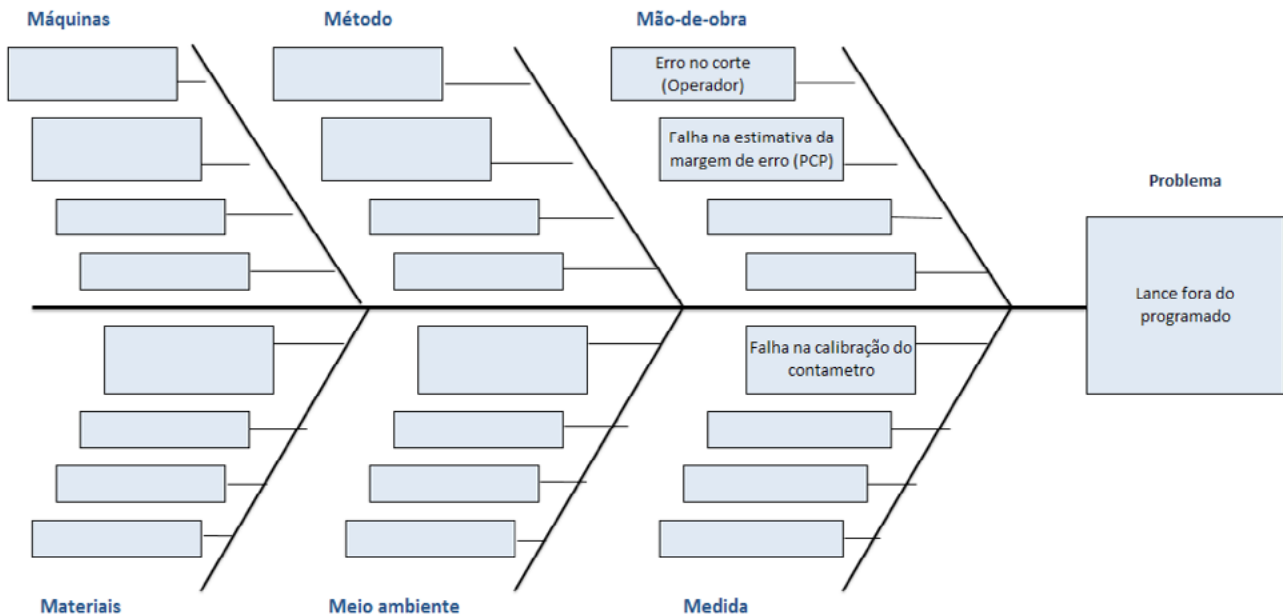 Máquinas
Método
Mão-de-obra
Erro no corte
(Operador)
Falha na estimativa da
margem de erro (PCP)
Problema
Lance fora do
programado
Falha na calibração do
contametro
Materiais
Meio ambiente
Medida